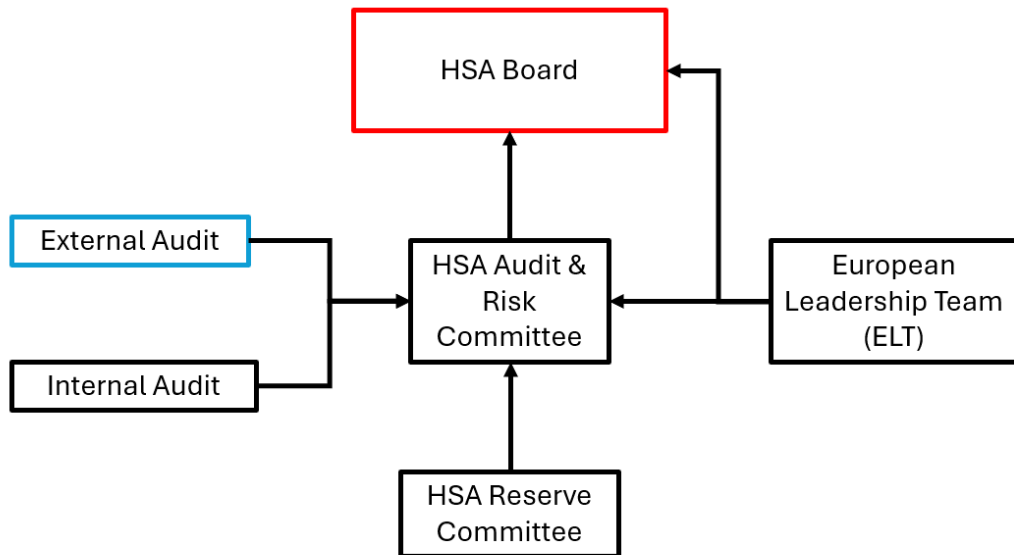 HSA Board
External Audit
HSA Audit &
Risk
Committee
European
Leadership Team
(ELT)
Internal Audit
HSA Reserve
Committee